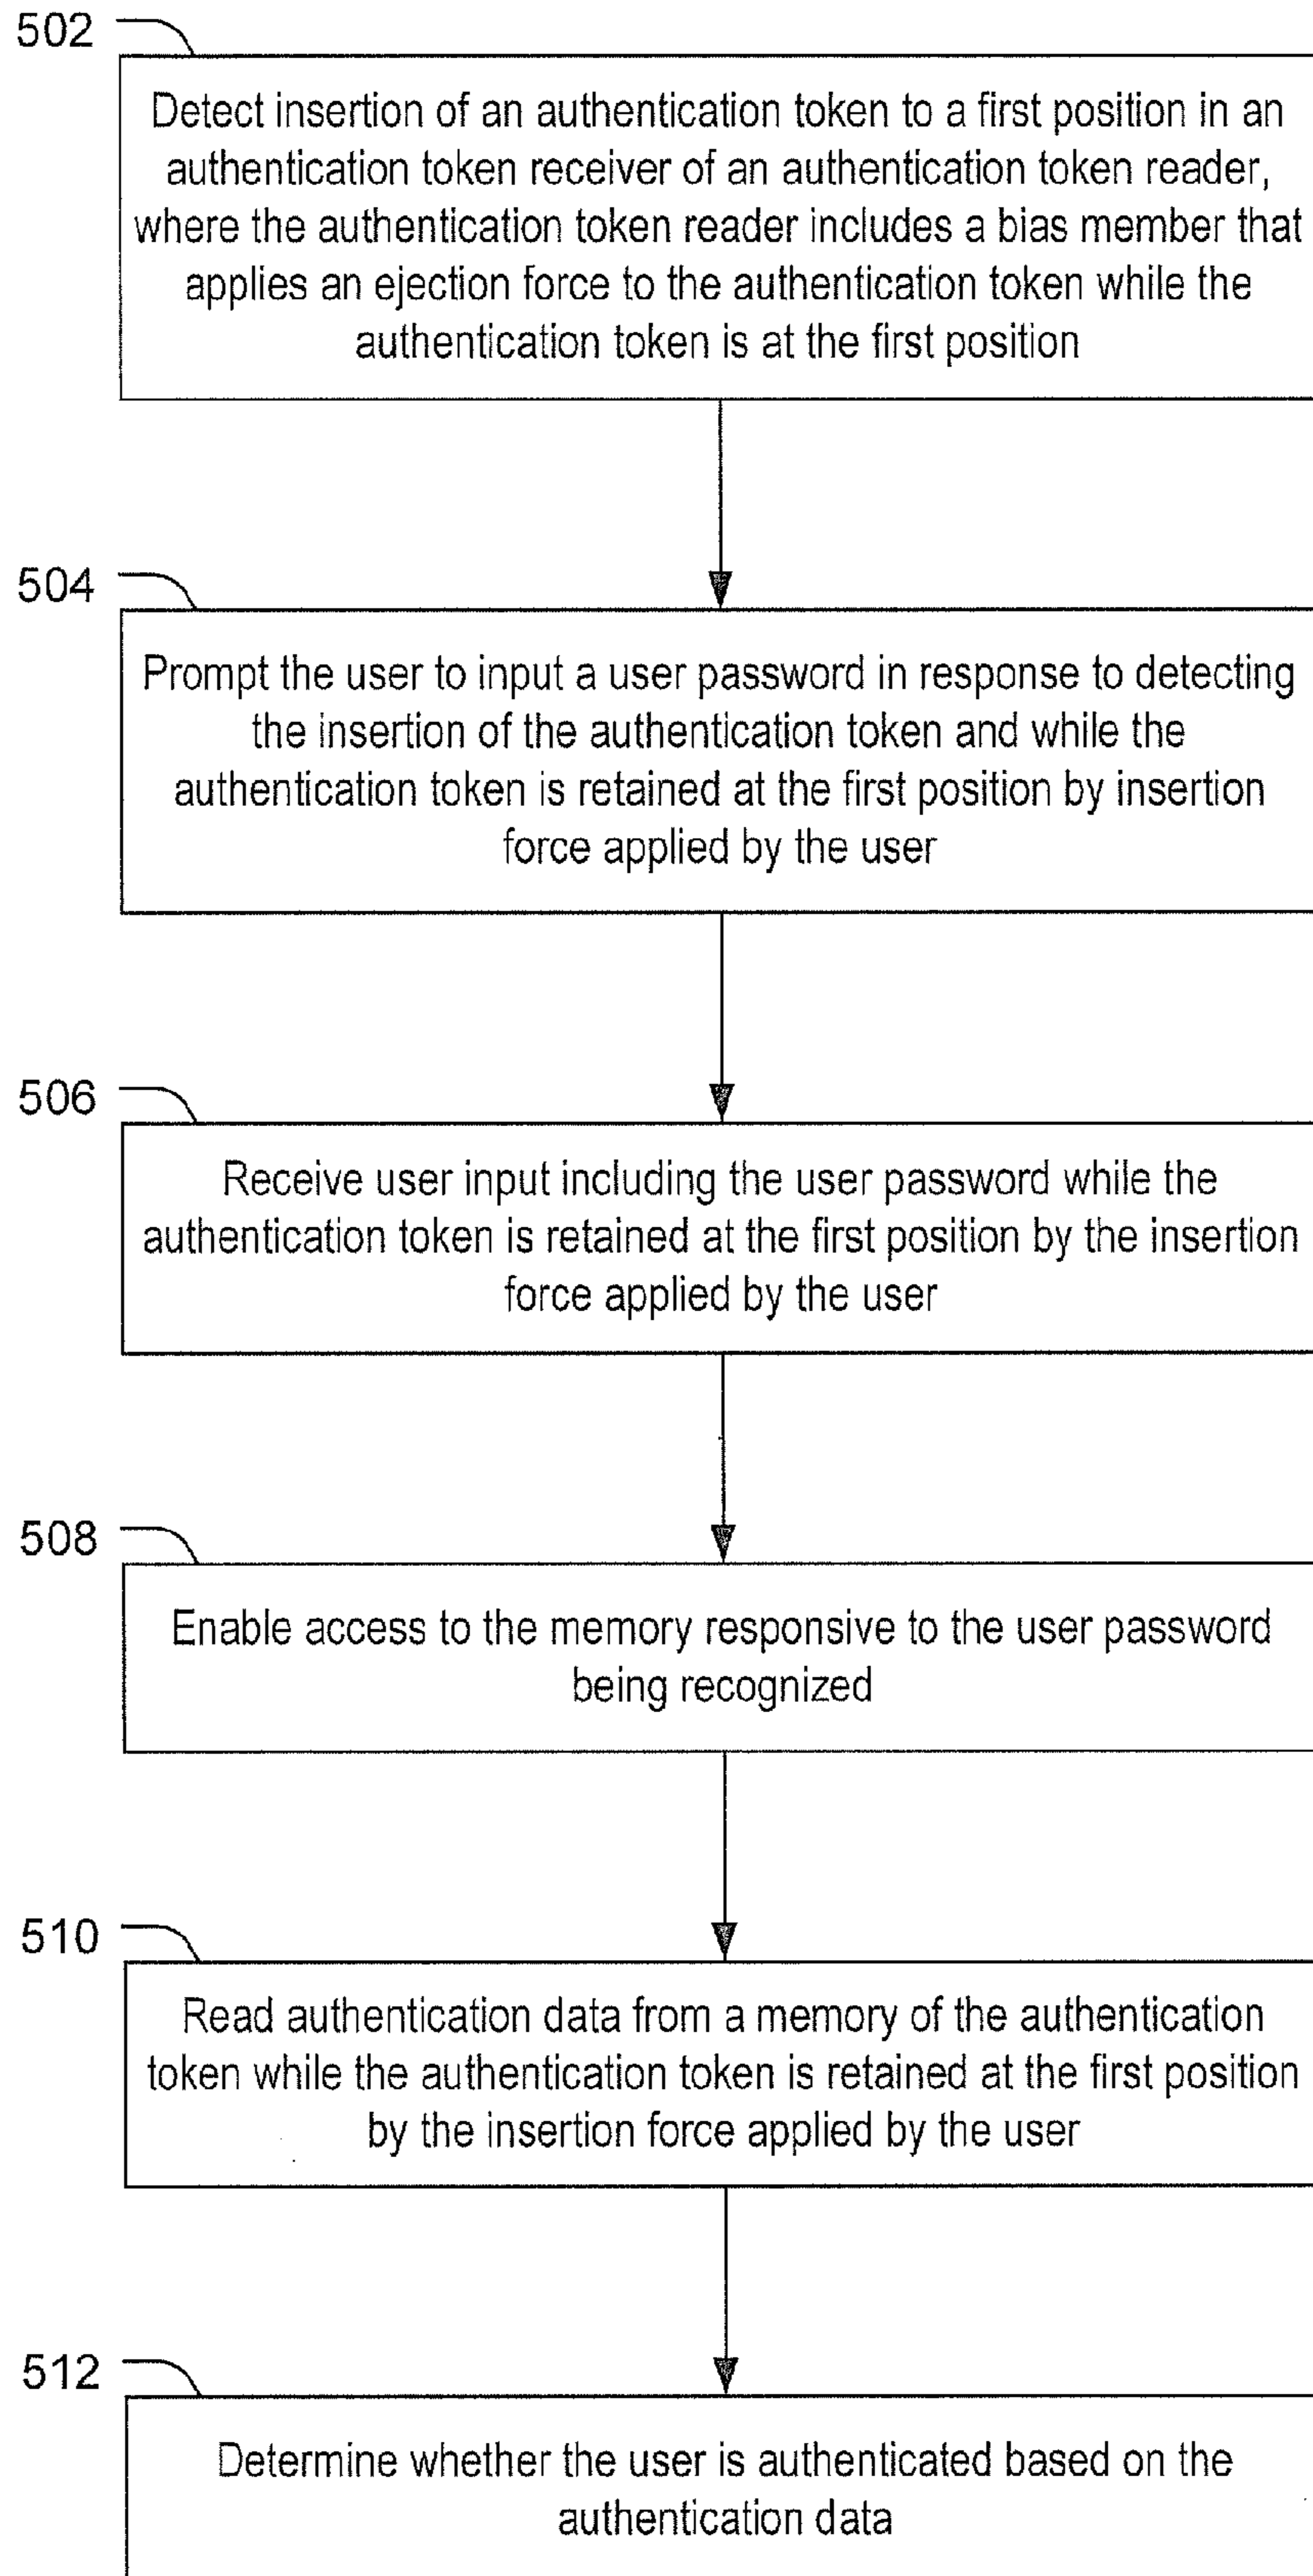 502
Detect insertion of an authentication token to a first position in an
authentication token receiver of an authentication token reader,
where the authentication token reader includes a bias member that
applies an ejection force to the authentication token while the
authentication token is at the first position
504
Prompt the user to input a user password in response to detecting
the insertion of the authentication token and while the
authentication token is retained at the first position by insertion
force applied by the user
506
Receive user input including the user password while the
authentication token is retained at the first position by the insertion
force applied by the user
508
Enable access to the memory responsive to the user password
being recognized
510
Read authentication data from a memory of the authentication
token while the authentication token is retained at the first position
by the insertion force applied by the user
512
Determine whether the user is authenticated based on the
authentication data